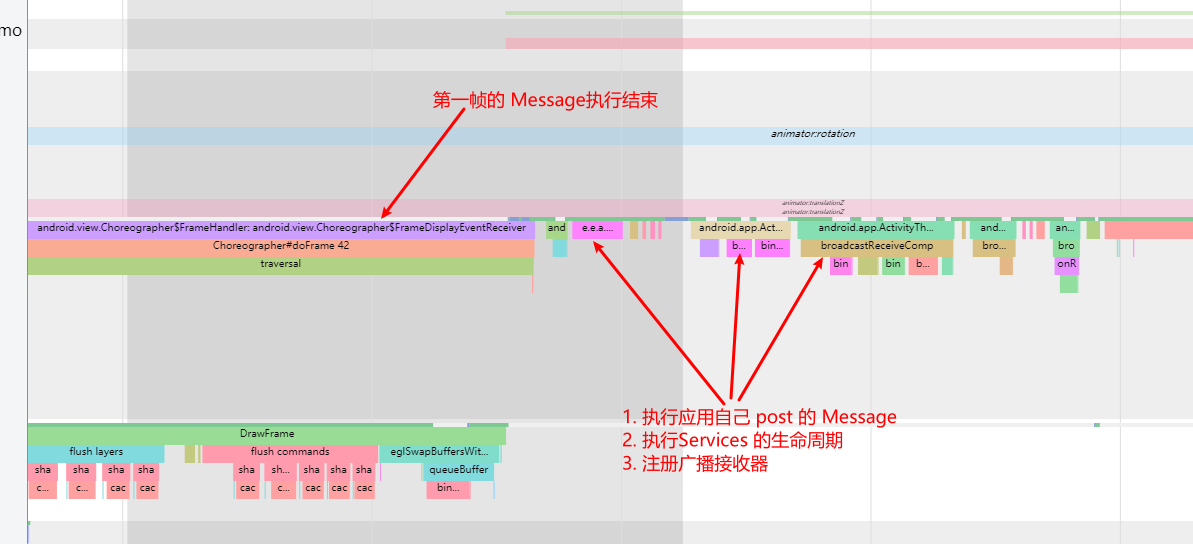 mo
第一帧的 Message执行结束
animator:rotation
animator:translationZ
animator:translationZ
android.view.Choreographer$FrameHandler: android.view.Choreographer$FrameDisplayEventReceiver
and
e.e.a....
android.app.Act...
android.app.ActivityTh...
and...
an...
Choreographer#doFrame 42
b...
bin...
broadcastReceiveComp
bro...
bro
traversal
bin
bin
b...
onR
1. 执行应用自己 post 的 Message
2. 执行Services 的生命周期
3. 注册广播接收器
DrawFrame
flush layers
flush commands
eglSwapBuffersWit...
sha
sha
sha
sha
sha
sh...
sha
sha
sha
queueBuffer
c...
c...
cac
cac
cac
c...
cac
cac
cac
bin...